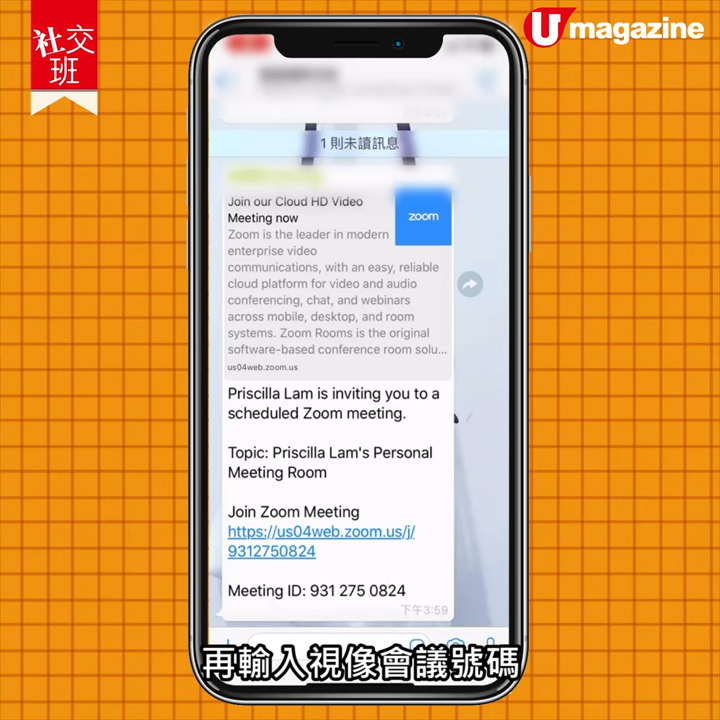 社交班
U magazine
1 則未讀訊息
Join our Cloud HD Video
Meeting now
zoom
Zoom is the leader in modern
enterprise video
communications, with an easy, reliable
cloud platform for video and audio
conferencing, chat, and webinars
across mobile, desktop, and room
systems. Zoom Rooms is the original
software-based conference room solu...
us04web.zoom.us
Priscilla Lam is inviting you to a
scheduled Zoom meeting.
Topic: Priscilla Lam's Personal
Meeting Room
Join Zoom Meeting
https://us04web.zoom.us/j/
9312750824
Meeting ID: 931 275 0824
下午3:59
再輸入視像會議號碼